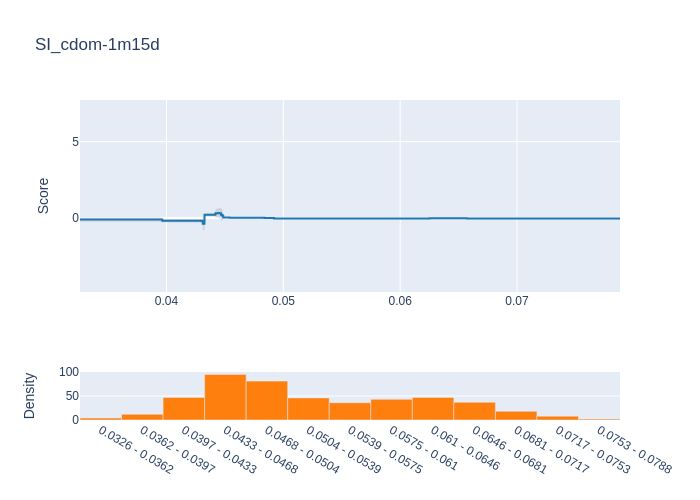 SI_cdom-1m15d
Score
5
0
0.04 0.05 0.06 0.07
Density
100
50
0
0.0326 - 0.0362
0.0362 - 0.0397
0.0397 - 0.0433
0.0433 - 0.0468
0.0468 - 0.0504
0.0504 - 0.0539
0.0539 - 0.0575
0.0575 - 0.061
0.061 - 0.0646
0.0646 - 0.0681
0.0681 - 0.0717
0.0717 - 0.0753
0.0753 - 0.0788